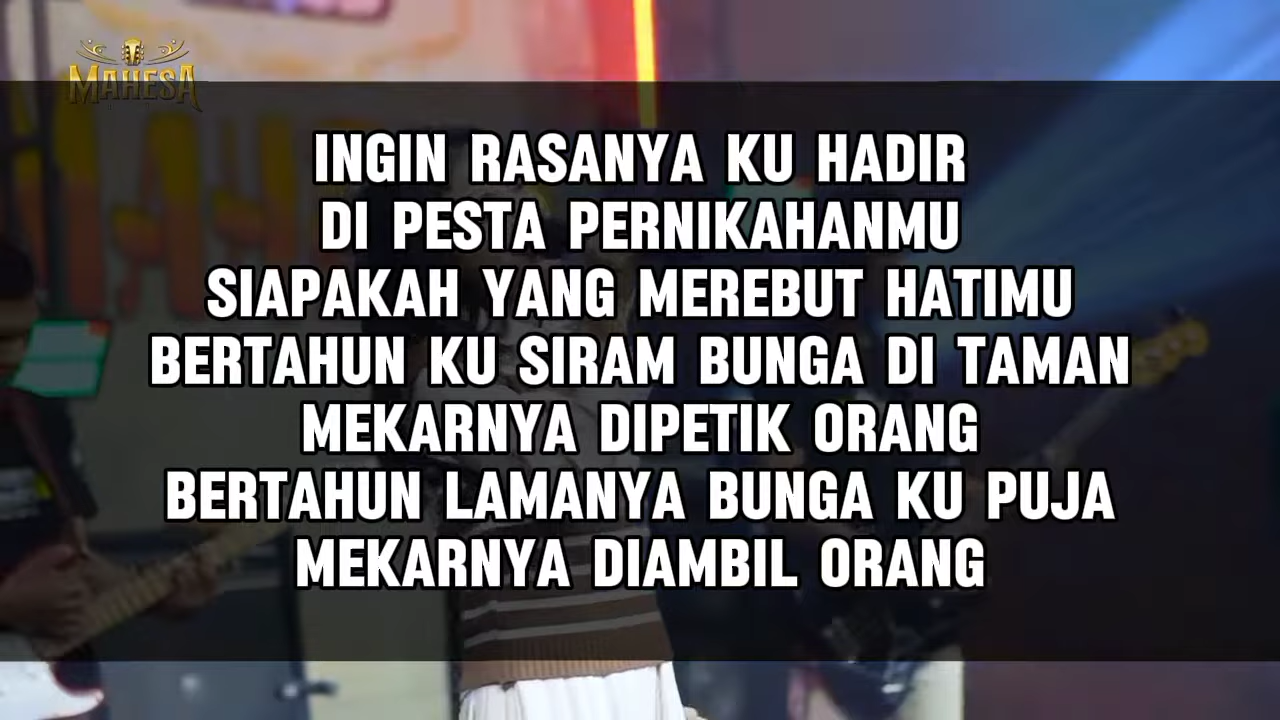 MAHESA
INGIN RASANYA KU HADIR
DI PESTA PERNIKAHANMU
SIAPAKAH YANG MEREBUT HATIMU
BERTAHUN KU SIRAM BUNGA DI TAMAN
MEKARNYA DIPETIK ORANG
BERTAHUN LAMANYA BUNGA KU PUJA
MEKARNYA DIAMBIL ORANG